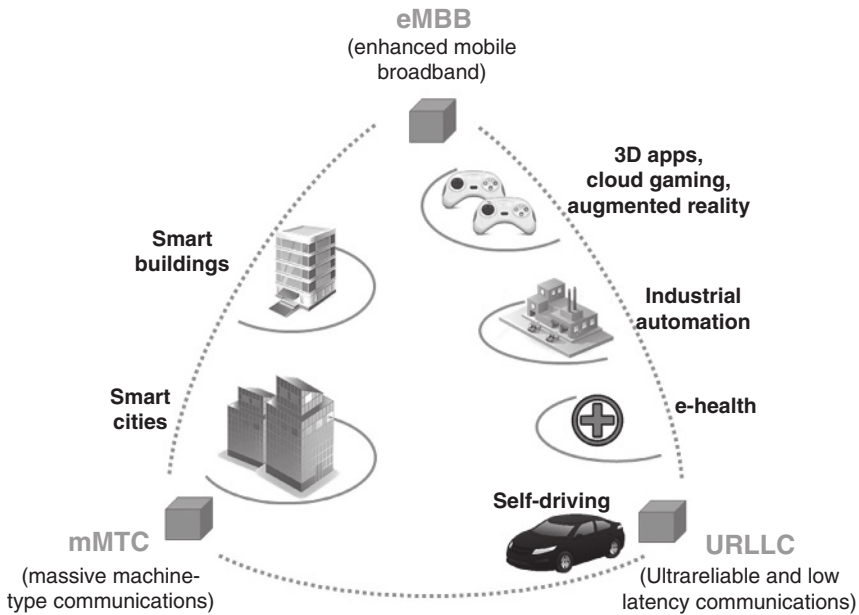 eMBB
(enhanced mobile
broadband)
3D apps,
cloud gaming,
augmented reality
Smart
buildings
Industrial
automation
Smart
cities
e-health
Self-driving
mMTC
(massive machine-
type communications)
URLLC
(Ultrareliable and low
latency communications)